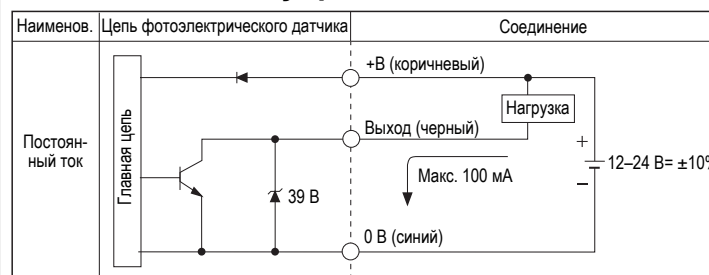 Наименов.
Цепь фотоэлектрического датчика
Соединение
Постоян-
ный ток
Главная цепь
39 В
+В (коричневый)
Нагрузка
Выход (черный)
Макс. 100 мА
0 В (синий)
+
12–24 В= ±10%
–